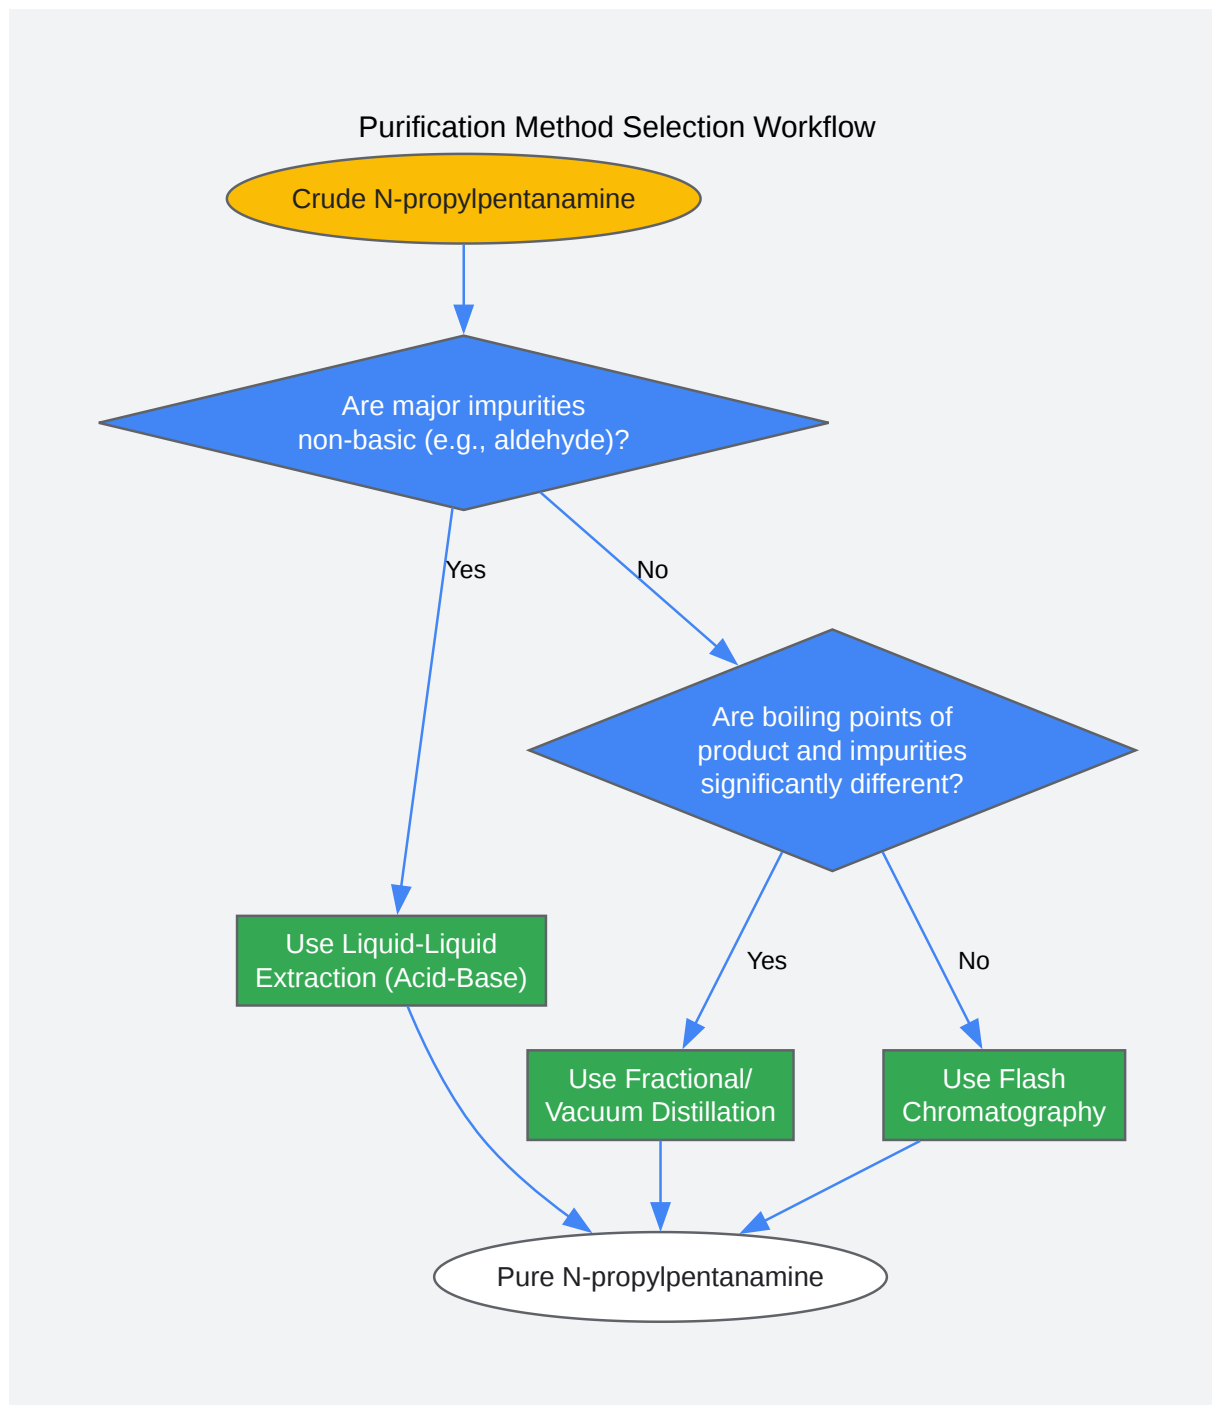 Purification Method Selection Workflow
Crude N-propylpentanamine
Are major impurities
non-basic (e.g., aldehyde)?
Yes
No
Are boiling points of
product and impurities
significantly different?
Use Liquid-Liquid
Extraction (Acid-Base)
Yes
No
Use Fractional/
Vacuum Distillation
Use Flash
Chromatography
Pure N-propylpentanamine